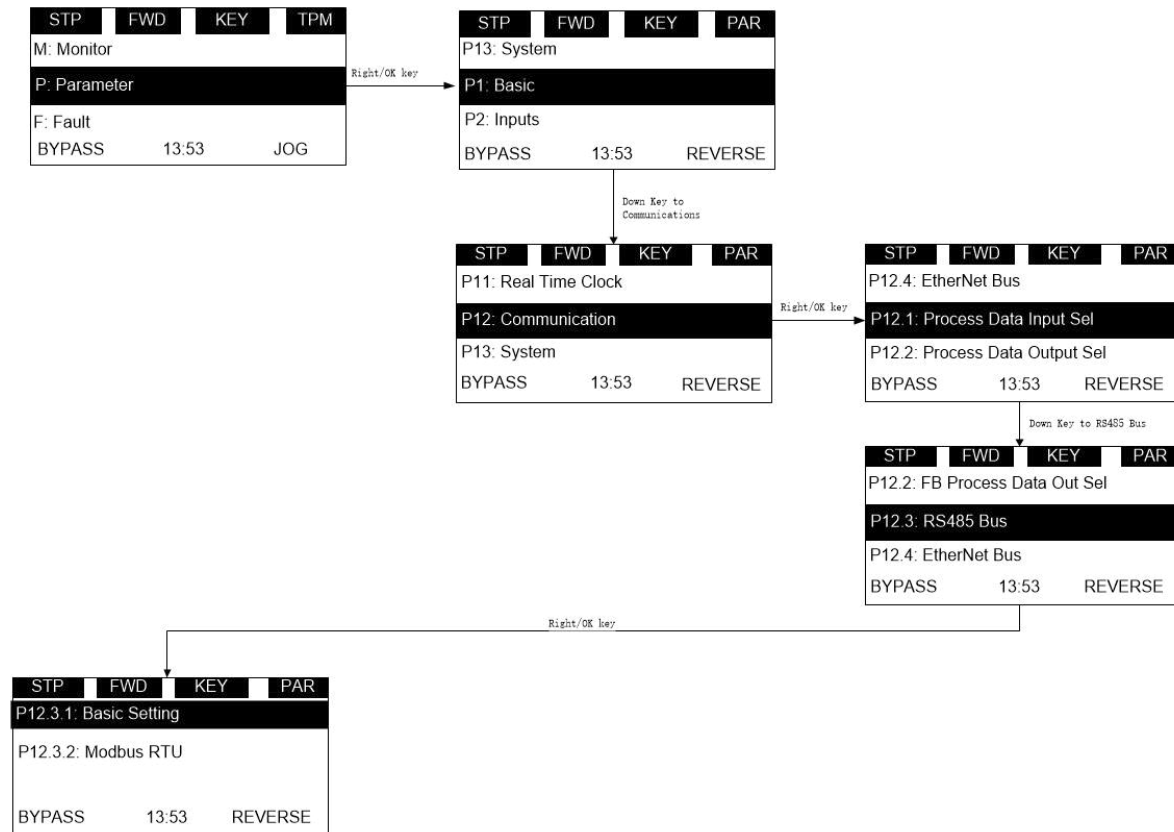 STP FWD KEY TPM
M: Monitor
P: Parameter
F: Fault
BYPASS 13:53 JOG
Right/OK key
STP FWD KEY PAR
P13: System
P1: Basic
P2: Inputs
BYPASS 13:53 REVERSE
Down Key to
Communications
STP FWD KEY PAR
P11: Real Time Clock
P12: Communication
P13: System
BYPASS 13:53 REVERSE
Right/OK key
STP FWD KEY PAR
P12.4: EtherNet Bus
P12.1: Process Data Input Sel
P12.2: Process Data Output Sel
BYPASS 13:53 REVERSE
Down Key to RS485 Bus
STP FWD KEY PAR
P12.2: FB Process Data Out Sel
P12.3: RS485 Bus
P12.4: EtherNet Bus
BYPASS 13:53 REVERSE
Right/OK key
STP FWD KEY PAR
P12.3.1: Basic Setting
P12.3.2: Modbus RTU
BYPASS 13:53 REVERSE